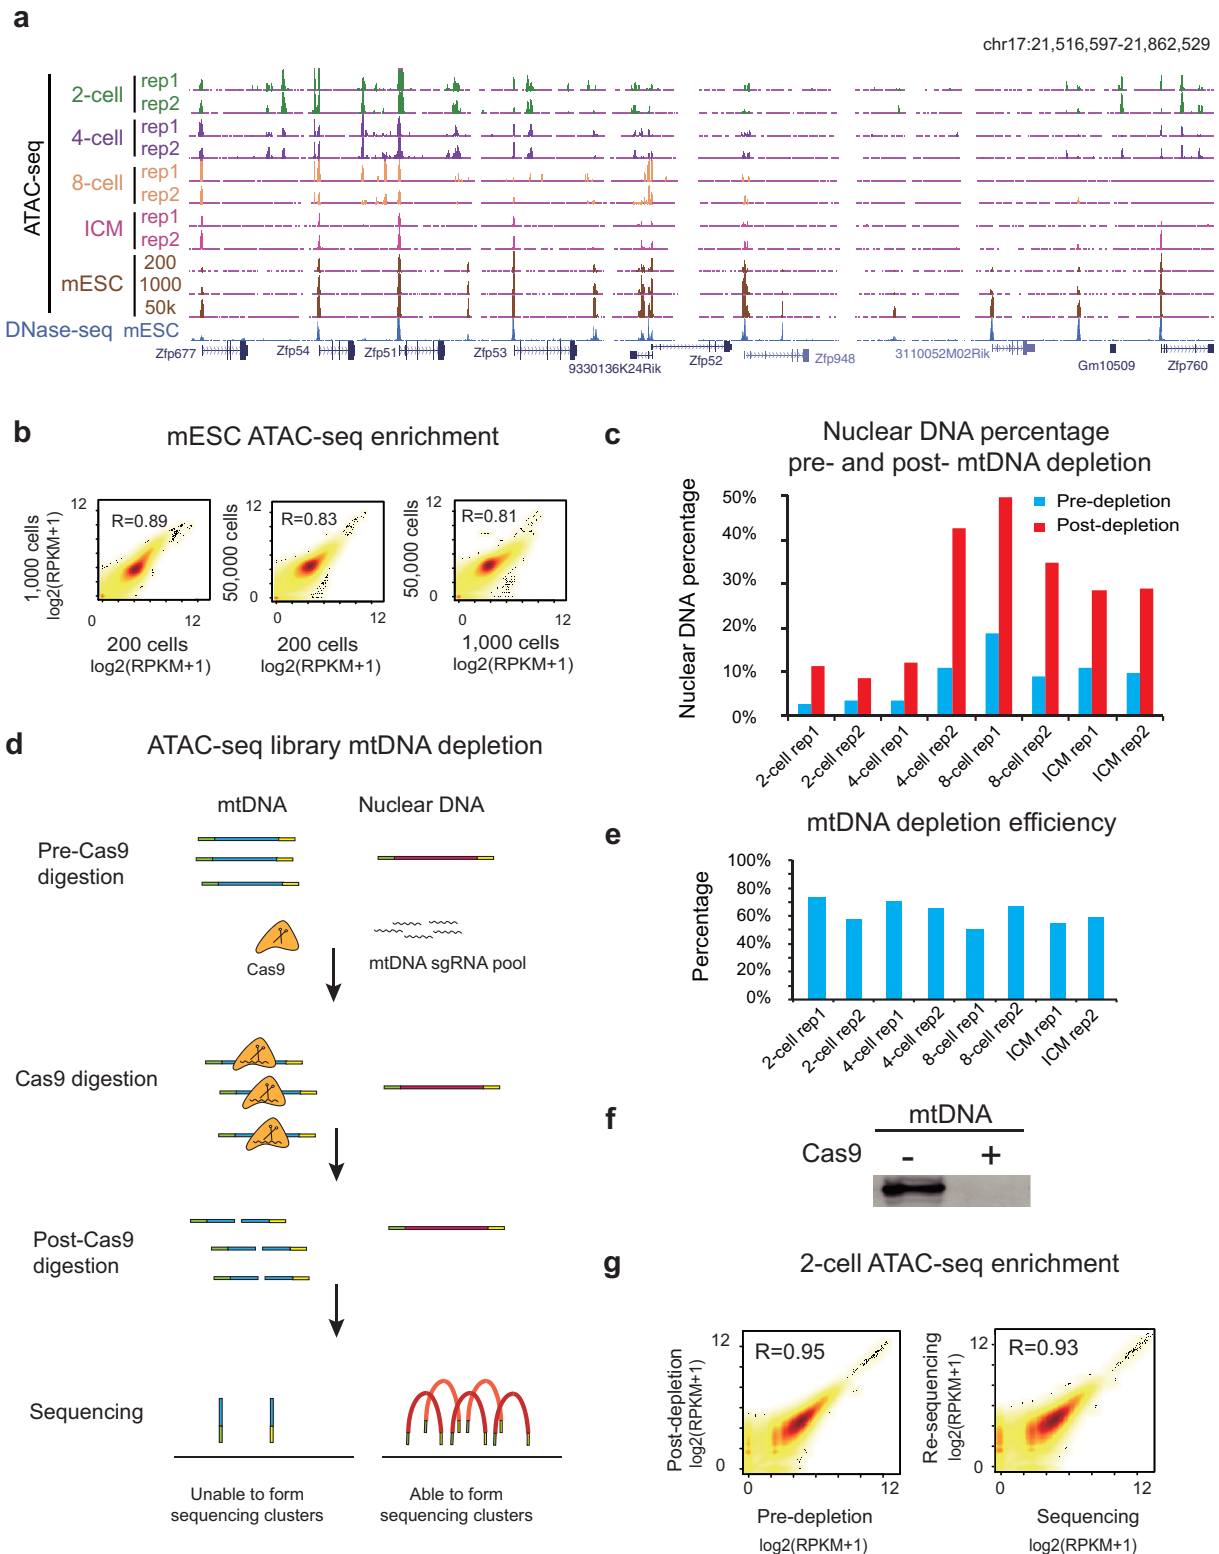 a
chr17:21,516,597-21,862,529
ATAC-seq
2-cell
rep1
rep2
4-cell
rep1
rep2
8-cell
rep1
rep2
ICM
rep1
rep2
mESC
200
1000
50k
DNase-seq mESC
Zfp677
Zfp54
Zfp51
Zfp53
9330136K24Rik
Zfp52
Zfp948
3110052M02Rik
Gm10509
Zfp760
b
mESC ATAC-seq enrichment
1,000 cells
log2(RPKM+1)
12
0
R=0.89
0
12
200 cells
log2(RPKM+1)
50,000 cells
12
0
R=0.83
0
12
200 cells
log2(RPKM+1)
50,000 cells
12
0
R=0.81
0
12
1,000 cells
log2(RPKM+1)
c
Nuclear DNA percentage
pre- and post- mtDNA depletion
Nuclear DNA percentage
50%
40%
30%
20%
10%
0%
Pre-depletion
Post-depletion
2-cell rep1
2-cell rep2
4-cell rep1
4-cell rep2
8-cell rep1
8-cell rep2
ICM rep1
ICM rep2
d
ATAC-seq library mtDNA depletion
mtDNA
Nuclear DNA
Pre-Cas9
digestion
Cas9
mtDNA sgRNA pool
Cas9 digestion
Post-Cas9
digestion
Sequencing
Unable to form
sequencing clusters
Able to form
sequencing clusters
e
mtDNA depletion efficiency
Percentage
100%
80%
60%
40%
20%
0%
2-cell rep1
2-cell rep2
4-cell rep1
4-cell rep2
8-cell rep1
8-cell rep2
ICM rep1
ICM rep2
f
mtDNA
Cas9 - +
g
2-cell ATAC-seq enrichment
Post-depletion
log2(RPKM+1)
12
0
R=0.95
0
12
Pre-depletion
log2(RPKM+1)
Re-sequencing
log2(RPKM+1)
12
0
R=0.93
0
12
Sequencing
log2(RPKM+1)